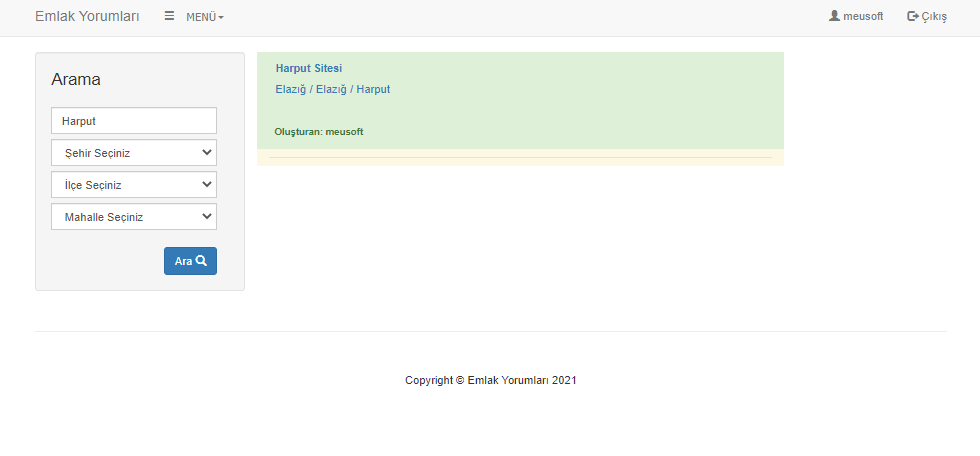 Emlak Yorumları
MENÜ
meusoft
Çıkış
Arama
Harput
Şehir Seçiniz
İlçe Seçiniz
Mahalle Seçiniz
Ara
Harput Sitesi
Elazığ / Elazığ / Harput
Oluşturan: meusoft
Copyright © Emlak Yorumları 2021